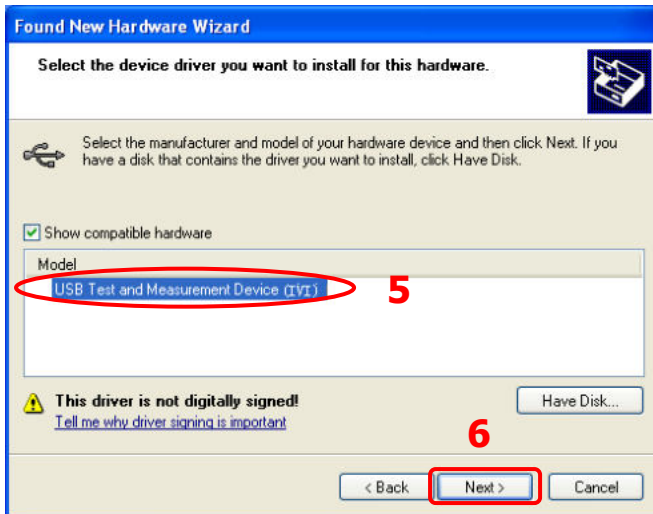 Found New Hardware Wizard
Select the device driver you want to install for this hardware.
Select the manufacturer and model of your hardware device and then click Next. If you
have a disk that contains the driver you want to install, click Have Disk.
Show compatible hardware
Model
USB Test and Measurement Device (IVI)
5
This driver is not digitally signed!
Have Disk...
Tell me why driver signing is important
6
< Back
Next >
Cancel